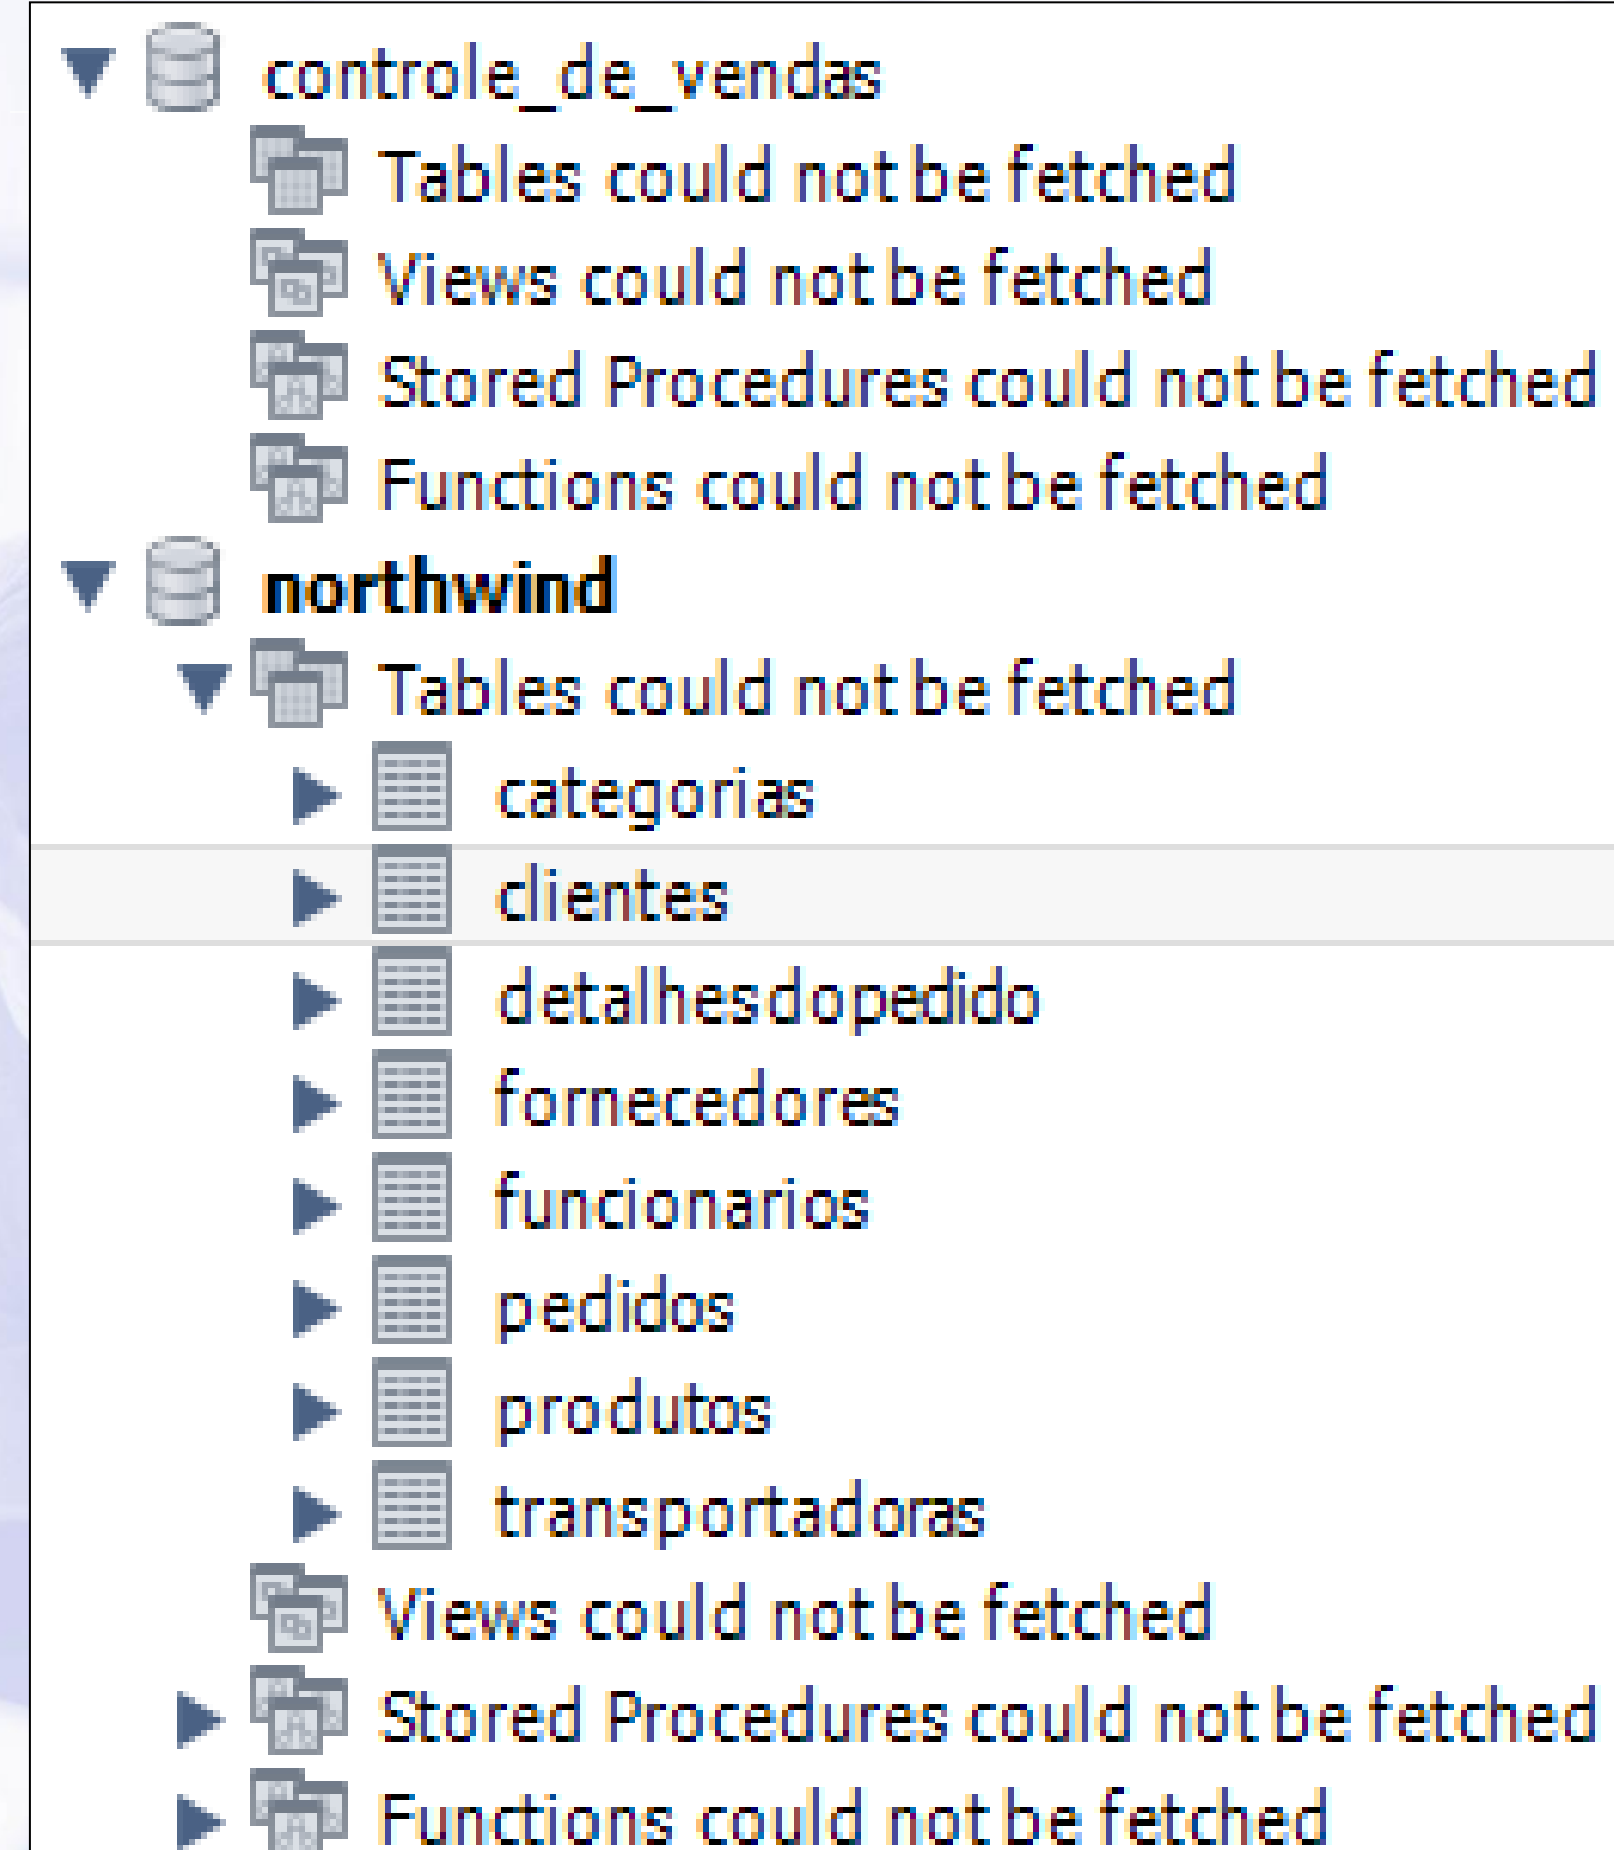 controle_de_vendas
Tables could not be fetched
Views could not be fetched
Stored Procedures could not be fetched
Functions could not be fetched
northwind
Tables could not be fetched
categorias
clientes
detalhesdopedido
fornecedores
funcionarios
pedidos
produtos
transportadoras
Views could not be fetched
Stored Procedures could not be fetched
Functions could not be fetched